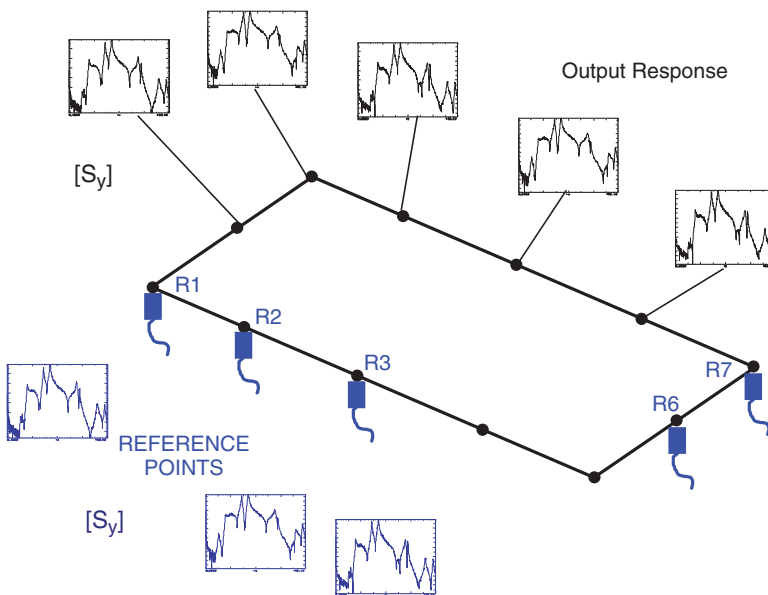 Output Response
[Sy]
R1
R2
R3
R7
R6
REFERENCE
POINTS
[Sy]